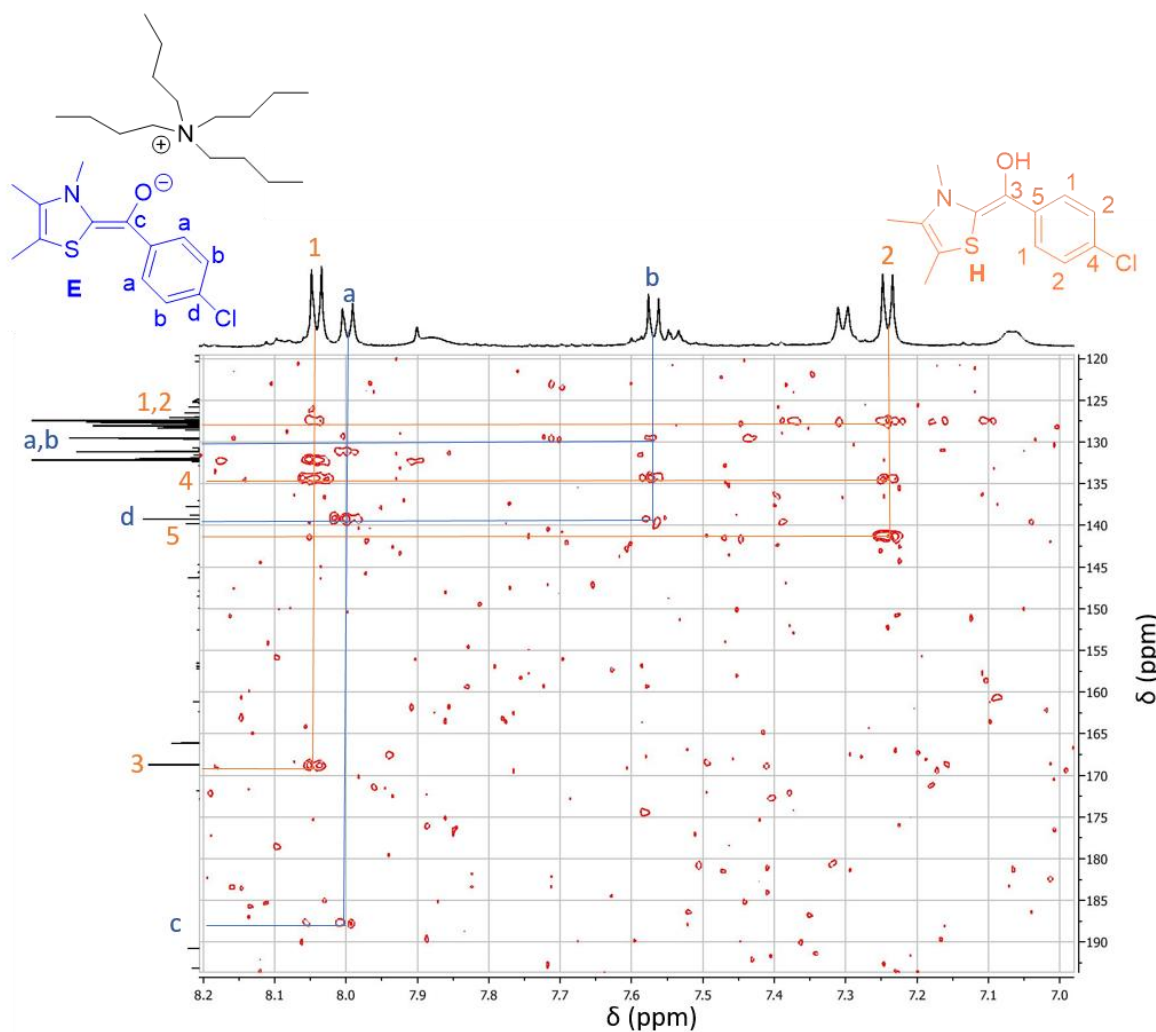 N
⊕
N
O
⊖
S
c
a
b
a
b
d
Cl
E
OH
N
3
5
1
2
S
H
1
2
4
Cl
1
a
b
2
1,2
a,b
4
d
5
3
c
120
125
130
135
140
145
150
155
160
165
170
175
180
185
190
δ (ppm)
8.2 8.1 8.0 7.9 7.8 7.7 7.6 7.5 7.4 7.3 7.2 7.1 7.0
δ (ppm)